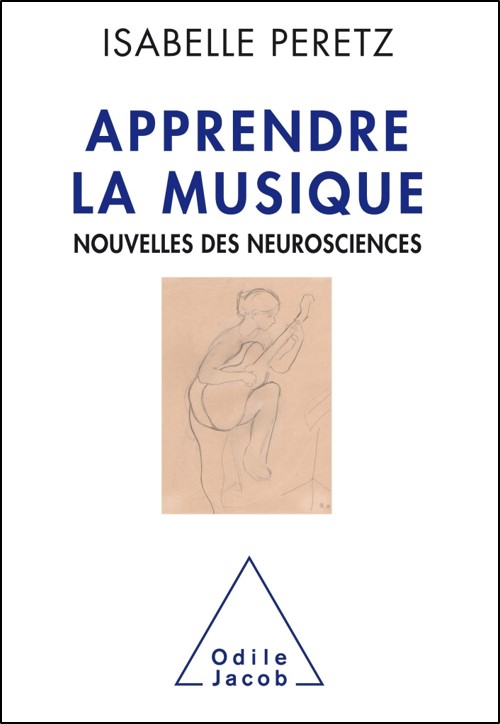 ISABELLE PERETZ
APPRENDRE
LA MUSIQUE
NOUVELLES DES NEUROSCIENCES
Odile
Jacob